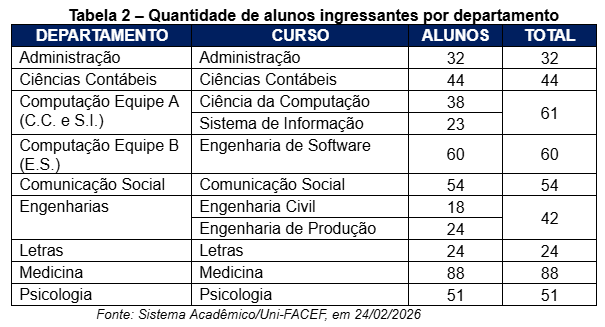 Tabela 2 – Quantidade de alunos ingressantes por departamento
DEPARTAMENTO CURSO ALUNOS TOTAL
Administração Administração 32 32
Ciências Contábeis Ciências Contábeis 44 44
Computação Equipe A (C.C. e S.I.) Ciência da Computação 38 61
Sistema de Informação 23
Computação Equipe B (E.S.) Engenharia de Software 60 60
Comunicação Social Comunicação Social 54 54
Engenharias Engenharia Civil 18 42
Engenharia de Produção 24
Letras Letras 24 24
Medicina Medicina 88 88
Psicologia Psicologia 51 51
Fonte: Sistema Acadêmico/Uni-FACEF, em 24/02/2026